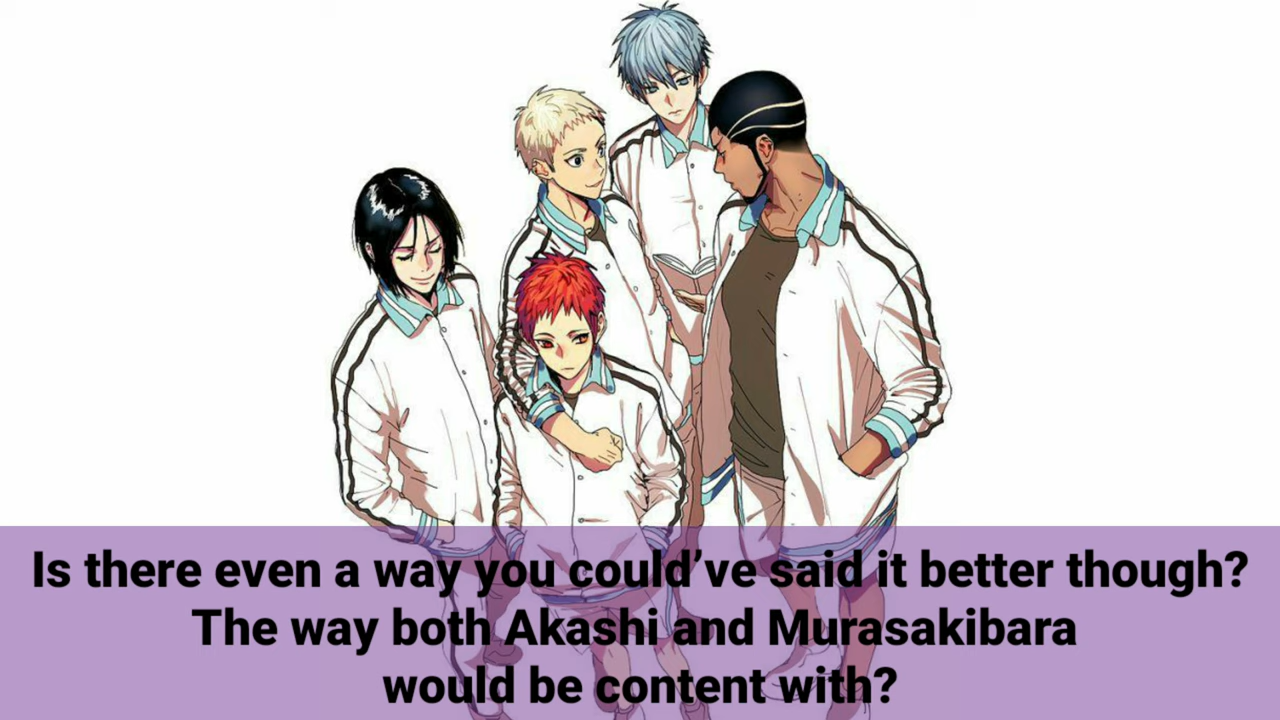 Is there even a way you could’ve said it better though?
The way both Akashi and Murasakibara
would be content with?